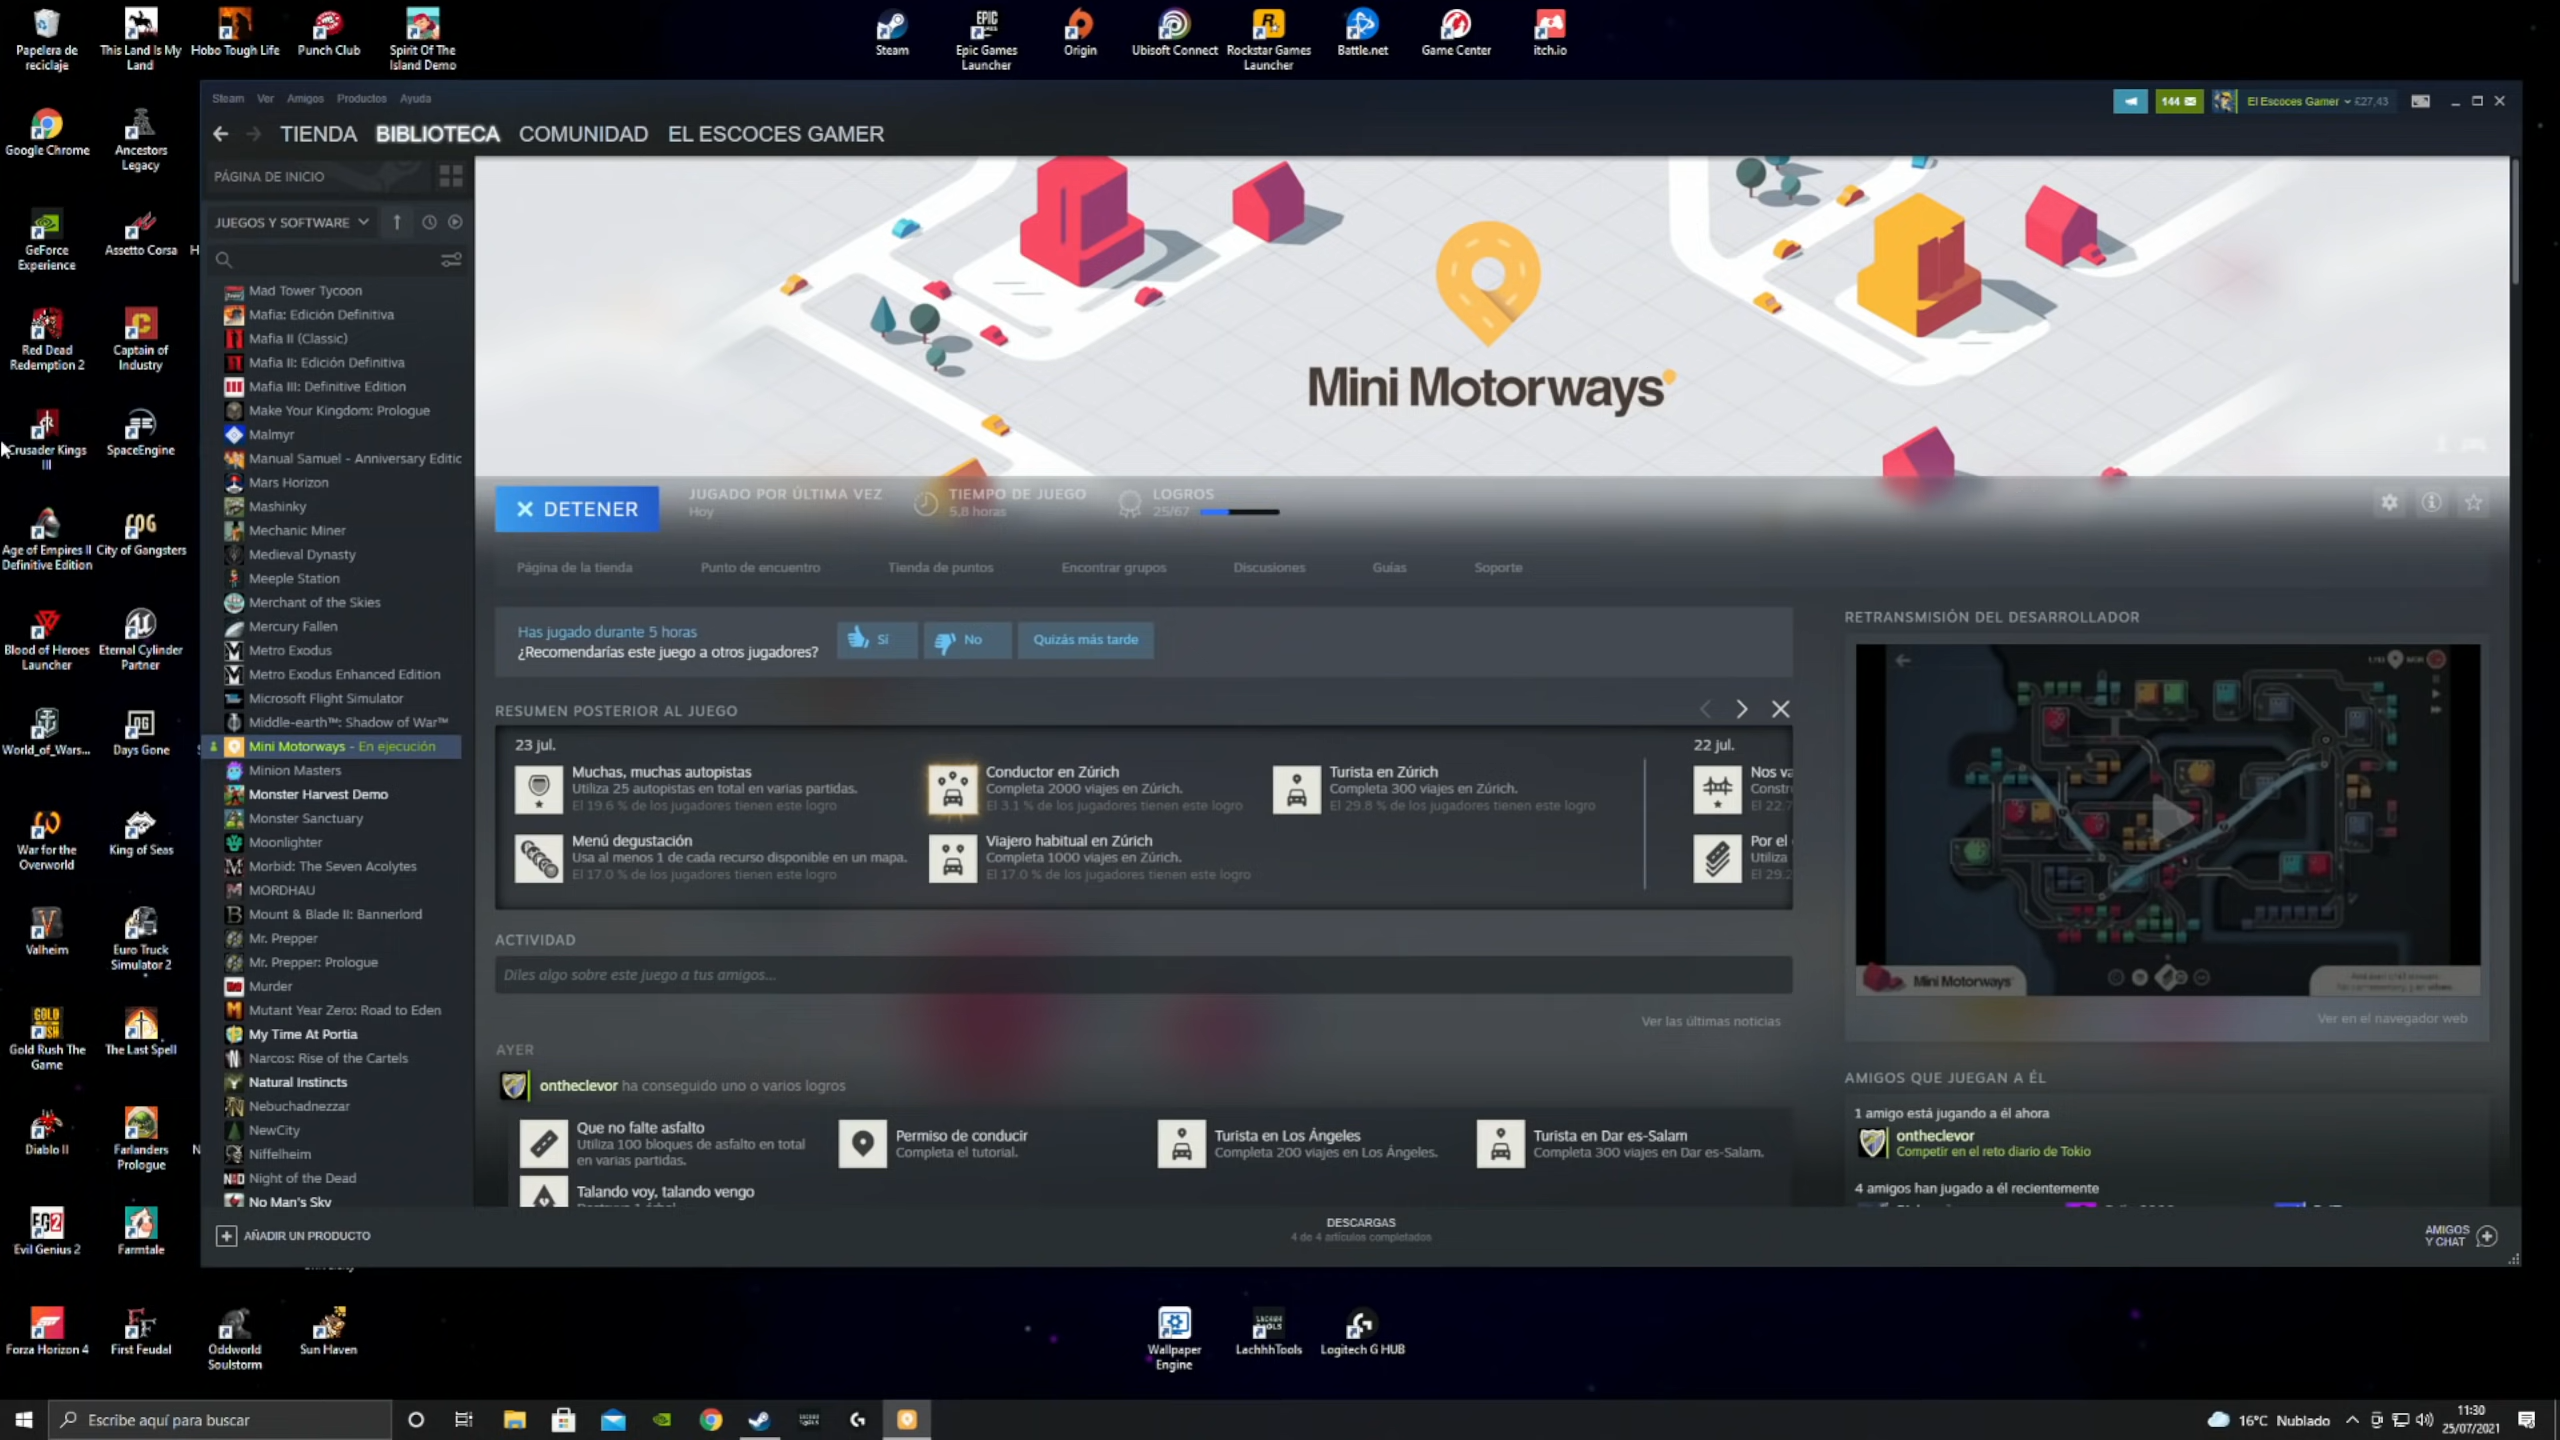 Papelera de
reciclaje
This Land Is My
Land
Hobo Tough Life
Punch Club
Spirit Of The
Island Demo
Steam
Epic Games
Launcher
Origin
Ubisoft Connect
Rockstar Games
Launcher
Battle.net
Game Center
itch.io
Google Chrome
Ancestors
Legacy
GeForce
Experience
Assetto Corsa
H
Red Dead
Redemption 2
Captain of
Industry
Crusader Kings
III
SpaceEngine
Age of Empires II
Definitive Edition
City of Gangsters
Blood of Heroes
Launcher
Eternal Cylinder
Partner
World_of_Wars...
Days Gone
War for the
Overworld
King of Seas
Valheim
Euro Truck
Simulator 2
Gold Rush The
Game
The Last Spell
Diablo II
Farlanders
Prologue
N
Evil Genius 2
Farmtale
Forza Horizon 4
First Feudal
Oddworld
Soulstorm
Sun Haven
Wallpaper
Engine
LachhhTools
Logitech G HUB
Steam Ver Amigos Productos Ayuda
144
El Escoces Gamer £27,43
TIENDA BIBLIOTECA COMUNIDAD EL ESCOCES GAMER
PÁGINA DE INICIO
JUEGOS Y SOFTWARE
Mad Tower Tycoon
Mafia: Edición Definitiva
Mafia II (Classic)
Mafia II: Edición Definitiva
Mafia III: Definitive Edition
Make Your Kingdom: Prologue
Malmyr
Manual Samuel - Anniversary Editic
Mars Horizon
Mashinky
Mechanic Miner
Medieval Dynasty
Meeple Station
Merchant of the Skies
Mercury Fallen
Metro Exodus
Metro Exodus Enhanced Edition
Microsoft Flight Simulator
Middle-earth™: Shadow of War™
Mini Motorways - En ejecución
Minion Masters
Monster Harvest Demo
Monster Sanctuary
Moonlighter
Morbid: The Seven Acolytes
MORDHAU
Mount & Blade II: Bannerlord
Mr. Prepper
Mr. Prepper: Prologue
Murder
Mutant Year Zero: Road to Eden
My Time At Portia
Narcos: Rise of the Cartels
Natural Instincts
Nebuchadnezzar
NewCity
Niffelheim
Night of the Dead
No Man's Sky
AÑADIR UN PRODUCTO
Mini Motorways
DETENER
JUGADO POR ÚLTIMA VEZ
Hoy
TIEMPO DE JUEGO
5,8 horas
LOGROS
25/67
Página de la tienda
Punto de encuentro
Tienda de puntos
Encontrar grupos
Discusiones
Guías
Soporte
Has jugado durante 5 horas
¿Recomendarías este juego a otros jugadores?
Sí
No
Quizás más tarde
RESUMEN POSTERIOR AL JUEGO
23 jul.
Muchas, muchas autopistas
Utiliza 25 autopistas en total en varias partidas.
El 19.6 % de los jugadores tienen este logro
Conductor en Zúrich
Completa 2000 viajes en Zúrich.
El 3.1 % de los jugadores tienen este logro
Turista en Zúrich
Completa 300 viajes en Zúrich.
El 29.8 % de los jugadores tienen este logro
Menú degustación
Usa al menos 1 de cada recurso disponible en un mapa.
El 17.0 % de los jugadores tienen este logro
Viajero habitual en Zúrich
Completa 1000 viajes en Zúrich.
El 17.0 % de los jugadores tienen este logro
22 jul.
Nos va
Constr
El 22.7
Por el
Utiliza
El 29.2
ACTIVIDAD
Diles algo sobre este juego a tus amigos...
Ver las últimas noticias
AYER
ontheclevor ha conseguido uno o varios logros
Que no falte asfalto
Utiliza 100 bloques de asfalto en total
en varias partidas.
Permiso de conducir
Completa el tutorial.
Turista en Los Ángeles
Completa 200 viajes en Los Ángeles.
Turista en Dar es-Salam
Completa 300 viajes en Dar es-Salam.
Talando voy, talando vengo
RETRANSMISIÓN DEL DESARROLLADOR
Mini Motorways
Ver en el navegador web
AMIGOS QUE JUEGAN A ÉL
1 amigo está jugando a él ahora
ontheclevor
Competir en el reto diario de Tokio
4 amigos han jugado a él recientemente
DESCARGAS
4 de 4 artículos completados
AMIGOS
Y CHAT
Escribe aquí para buscar
16°C Nublado
11:30
25/07/2021